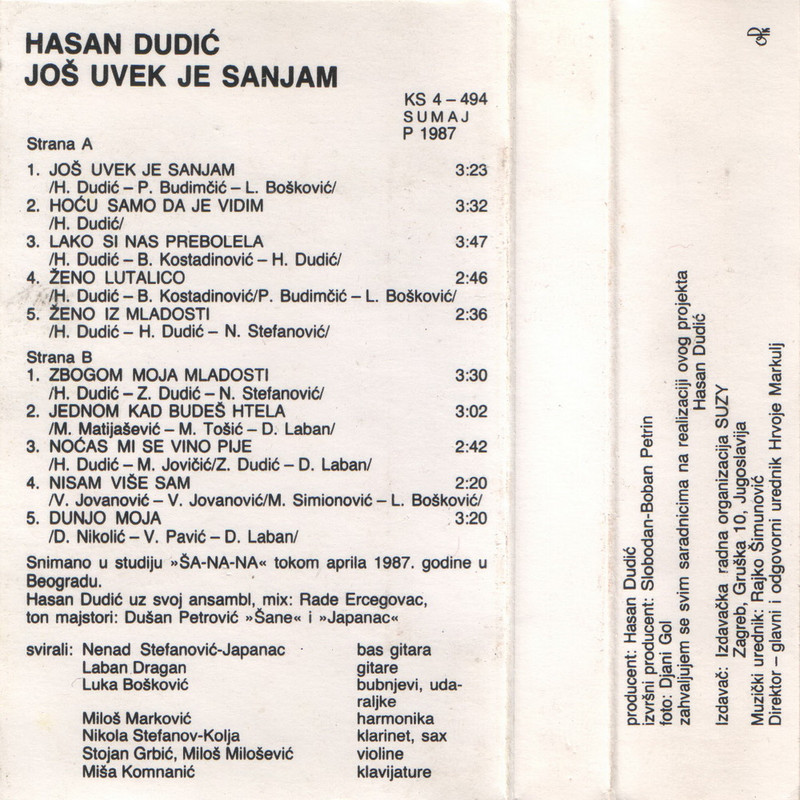 HASAN DUDIĆ
JOŠ UVEK JE SANJAM
KS 4 – 494
SUMAJ
P 1987
Strana A
1. JOŠ UVEK JE SANJAM 3:23
/H. Dudić – P. Budimčić – L. Bošković/
2. HOĆU SAMO DA JE VIDIM 3:32
/H. Dudić/
3. LAKO SI NAS PREBOLELA 3:47
/H. Dudić – B. Kostadinović – H. Dudić/
4. ŽENO LUTALICO 2:46
/H. Dudić – B. Kostadinović/P. Budimčić – L. Bošković/
5. ŽENO IZ MLADOSTI 2:36
/H. Dudić – H. Dudić – N. Stefanović/
Strana B
1. ZBOGOM MOJA MLADOSTI 3:30
/H. Dudić – Z. Dudić – N. Stefanović/
2. JEDNOM KAD BUDEŠ HTELA 3:02
/M. Matijašević – M. Tošić – D. Laban/
3. NOĆAS MI SE VINO PIJE 2:42
/H. Dudić – M. Jovičić/Z. Dudić – D. Laban/
4. NISAM VIŠE SAM 2:20
/V. Jovanović – V. Jovanović/M. Simionović – L. Bošković/
5. DUNJO MOJA 3:20
/D. Nikolić – V. Pavić – D. Laban/
Snimano u studiju »ŠA-NA-NA« tokom aprila 1987. godine u
Beogradu.
Hasan Dudić uz svoj ansambl, mix: Rade Ercegovac,
ton majstori: Dušan Petrović »Šane« i »Japanac«
svirali: Nenad Stefanović-Japanac bas gitara
Laban Dragan gitare
Luka Bošković bubnjevi, uda-
raljke
Miloš Marković harmonika
Nikola Stefanov-Kolja klarinet, sax
Stojan Grbić, Miloš Milošević violine
Miša Komnanić klavijature
producent: Hasan Dudić
izvršni producent: Slobodan-Boban Petrin
foto: Djani Gol
zahvaljujem se svim saradnicima na realizaciji ovog projekta
Hasan Dudić
Izdavač: Izdavačka radna organizacija SUZY
Zagreb, Gruška 10, Jugoslavija
Muzički urednik: Rajko Šimunović
Direktor – glavni i odgovorni urednik Hrvoje Markulj